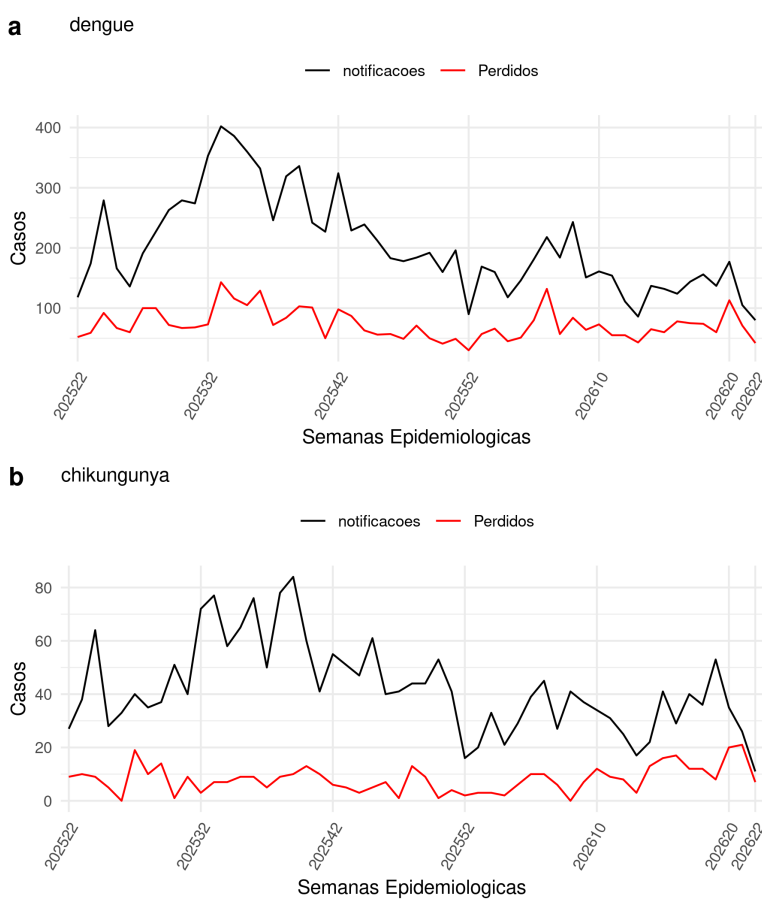 a dengue
notificacoes Perdidos
400
300
200
100
Casos
202522 202532 202542 202552 202610 202620 202622
Semanas Epidemiologicas
b chikungunya
notificacoes Perdidos
80
60
40
20
0
Casos
202522 202532 202542 202552 202610 202620 202622
Semanas Epidemiologicas